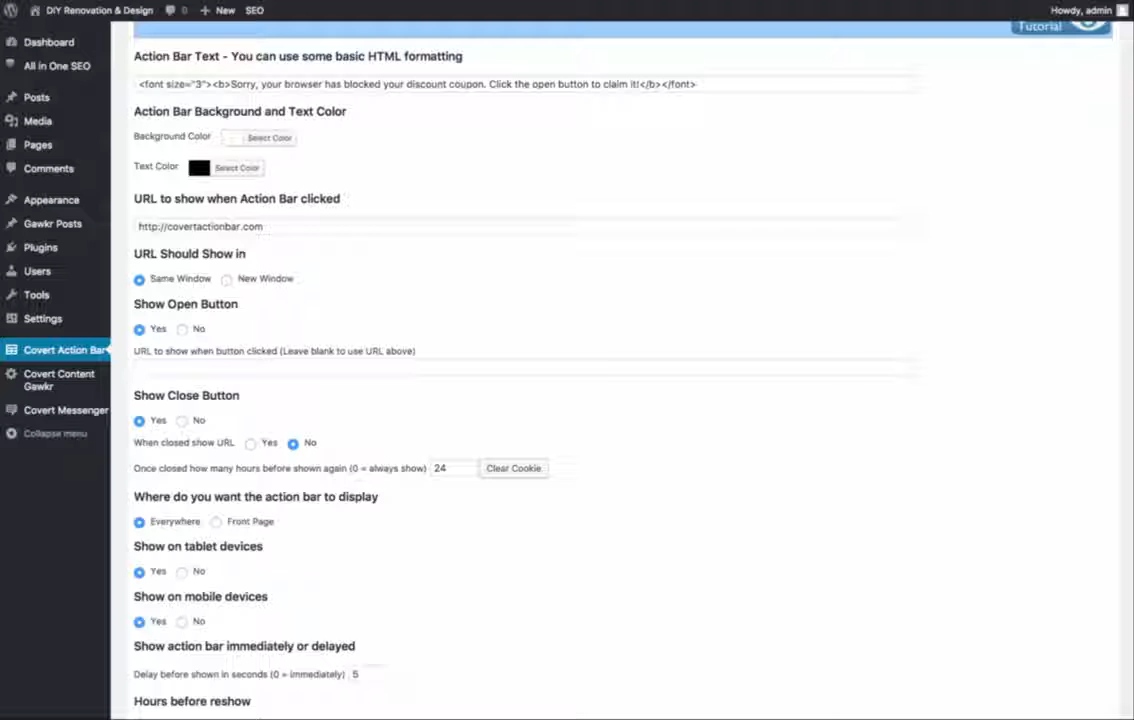 DIY Renovation & Design 0 New SEO Howdy, admin
Dashboard
All in One SEO
Posts
Media
Pages
Comments
Appearance
Gawkr Posts
Plugins
Users
Tools
Settings
Covert Action Bar
Covert Content
Gawkr
Covert Messenger
Collapse menu
Tutorial
Action Bar Text - You can use some basic HTML formatting
<font size="3"><b>Sorry, your browser has blocked your discount coupon. Click the open button to claim it!</b></font>
Action Bar Background and Text Color
Background Color Select Color
Text Color Select Color
URL to show when Action Bar clicked
http://covertactionbar.com
URL Should Show in
Same Window New Window
Show Open Button
Yes No
URL to show when button clicked (Leave blank to use URL above)
Show Close Button
Yes No
When closed show URL Yes No
Once closed how many hours before shown again (0 = always show) 24 Clear Cookie
Where do you want the action bar to display
Everywhere Front Page
Show on tablet devices
Yes No
Show on mobile devices
Yes No
Show action bar immediately or delayed
Delay before shown in seconds (0 = immediately) 5
Hours before reshow